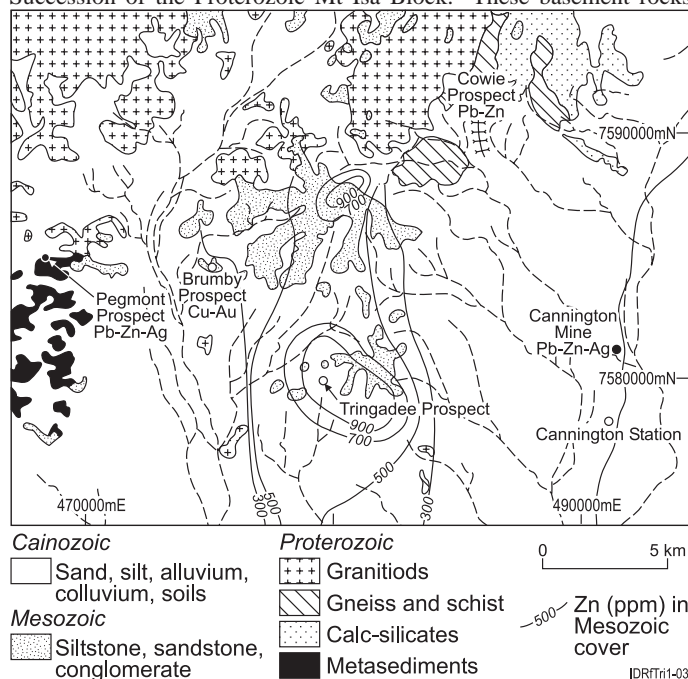 Succession of the Proterozoic Mt Isa Block. These basement rocks
Cowie
Prospect
Pb-Zn
7590000mN
900
700
Pegmont
Prospect
Pb-Zn-Ag
Brumby
Prospect
Cu-Au
Cannington
Mine
Pb-Zn-Ag
7580000mN
Tringadee Prospect
900
700
Cannington Station
500
470000mE
500
300
300
490000mE
Cainozoic
Sand, silt, alluvium,
colluvium, soils
Mesozoic
Siltstone, sandstone,
conglomerate
Proterozoic
Granitiods
Gneiss and schist
Calc-silicates
Metasediments
0 5 km
500 Zn (ppm) in
Mesozoic
cover
IDRfTri1-03